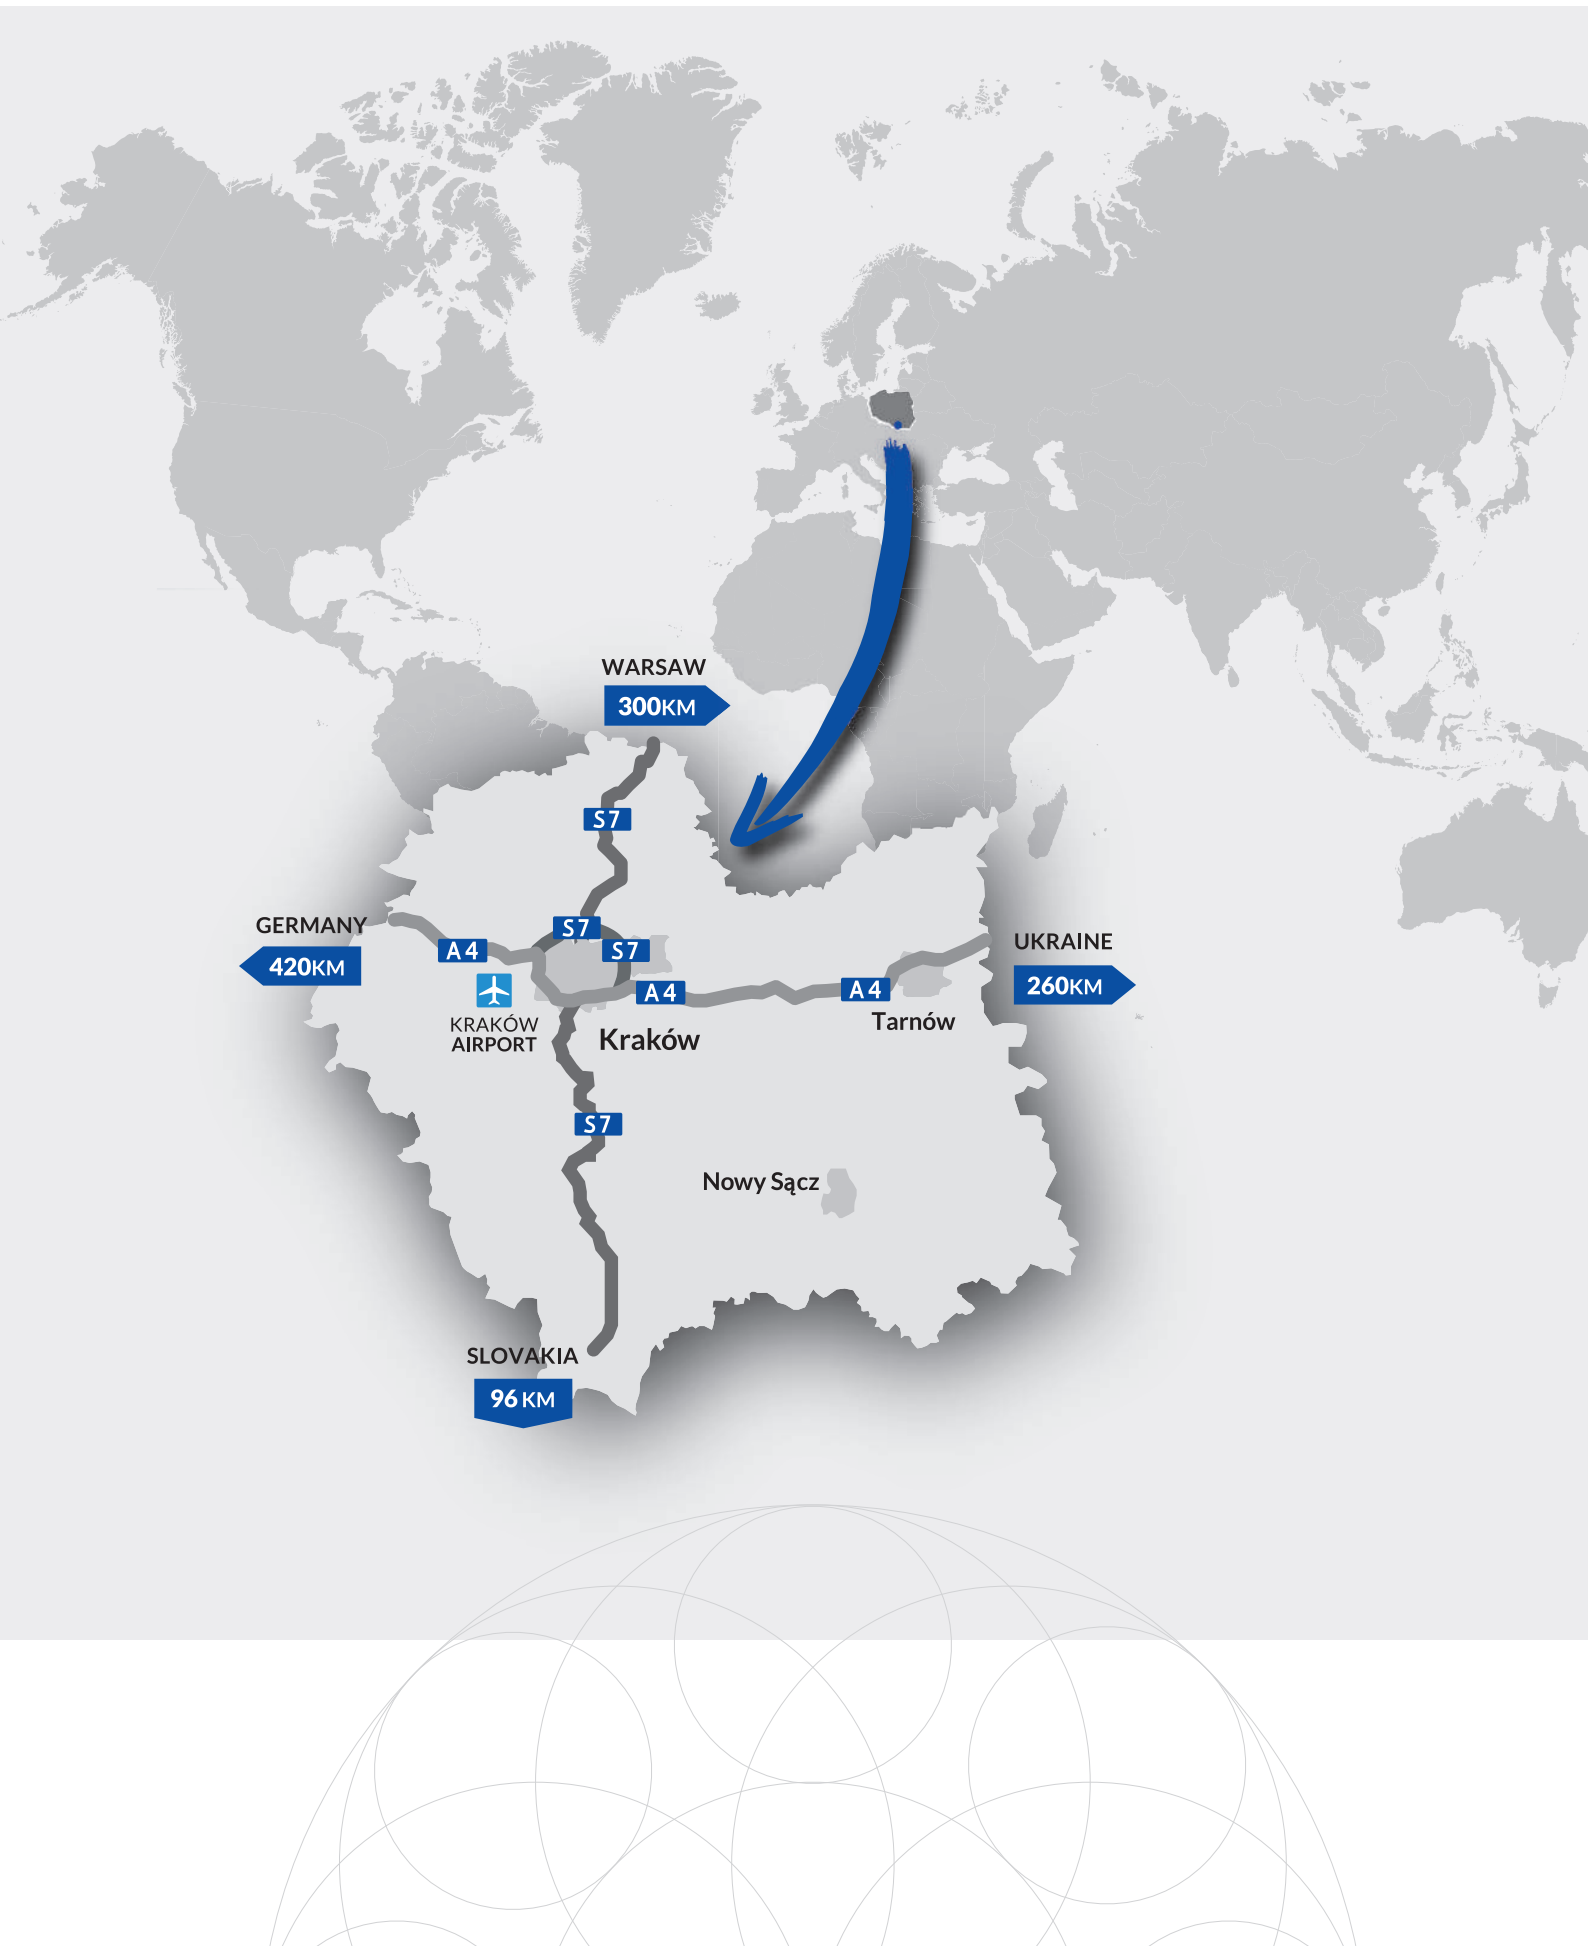 WARSAW
300KM
S7
GERMANY
420KM
A4
S7
S7
UKRAINE
260KM
A4
A4
KRAKÓW
AIRPORT
Kraków
Tarnów
S7
Nowy Sącz
SLOVAKIA
96 KM